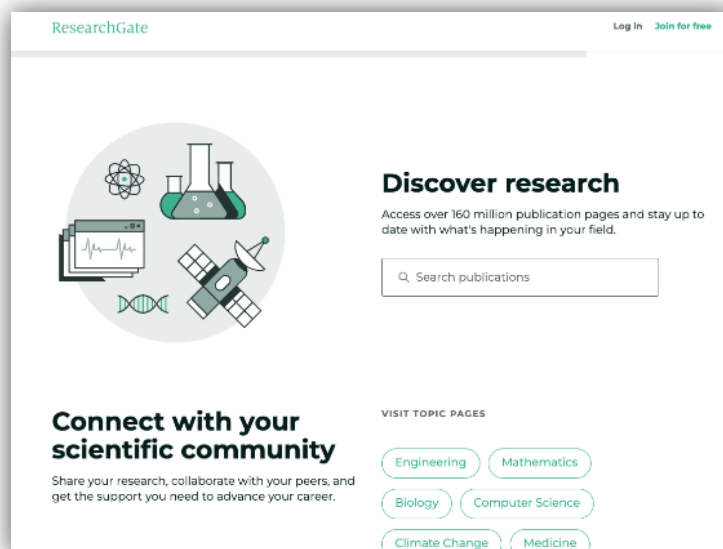 ResearchGate
Log in Join for free
Discover research
Access over 160 million publication pages and stay up to
date with what's happening in your field.
Search publications
Connect with your
scientific community
Share your research, collaborate with your peers, and
get the support you need to advance your career.
VISIT TOPIC PAGES
Engineering Mathematics
Biology Computer Science
Climate Change Medicine